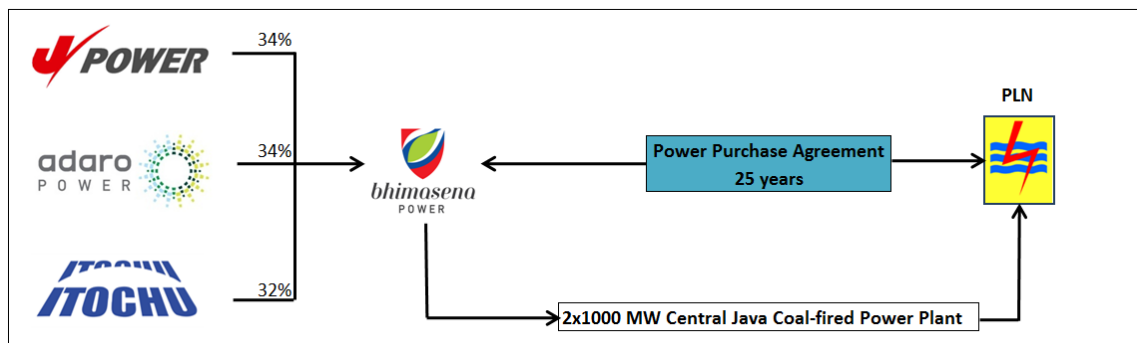 34%
J POWER
PLN
adaro
POWER
34%
bhimasena
POWER
Power Purchase Agreement
25 years
ITOCHU
ITOCHU
32%
2x1000 MW Central Java Coal-fired Power Plant